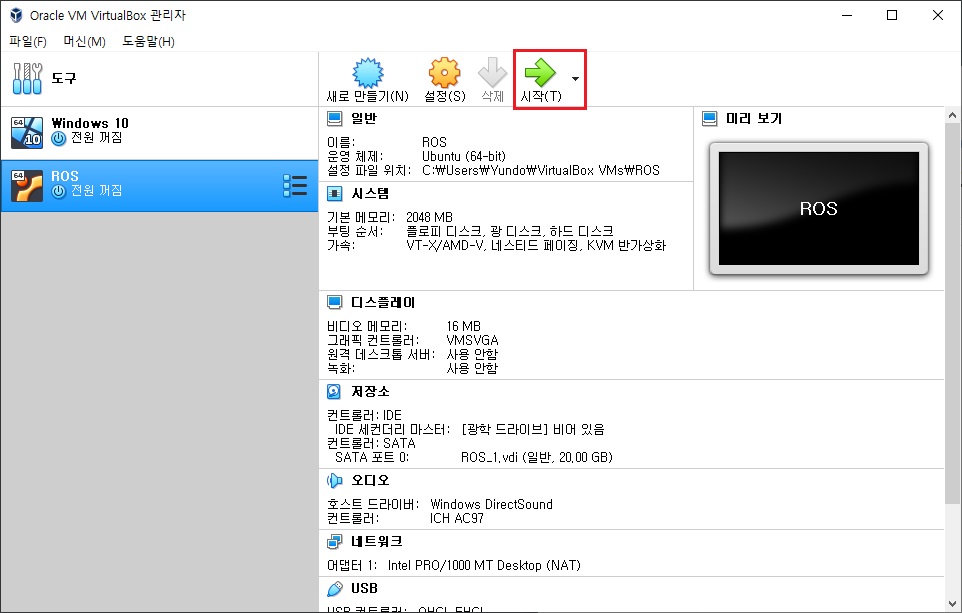 Oracle VM VirtualBox 관리자
파일(F) 머신(M) 도움말(H)
도구
새로 만들기(N) 설정(S) 삭제 시작(T)
64
10
Windows 10
전원 꺼짐
64
ROS
전원 꺼짐
일반
이름: ROS
운영 체제: Ubuntu (64-bit)
설정 파일 위치: C:₩Users₩Yundo₩VirtualBox VMs₩ROS
미리 보기
ROS
시스템
기본 메모리: 2048 MB
부팅 순서: 플로피 디스크, 광 디스크, 하드 디스크
가속: VT-X/AMD-V, 네스티드 페이징, KVM 반가상화
디스플레이
비디오 메모리: 16 MB
그래픽 컨트롤러: VMSVGA
원격 데스크톱 서버: 사용 안함
녹화: 사용 안함
저장소
컨트롤러: IDE
IDE 세컨더리 마스터: [광학 드라이브] 비어 있음
컨트롤러: SATA
SATA 포트 0: ROS_1.vdi (일반, 20.00 GB)
오디오
호스트 드라이버: Windows DirectSound
컨트롤러: ICH AC97
네트워크
어댑터 1: Intel PRO/1000 MT Desktop (NAT)
USB
USB 컨트롤러: OHCI, EHCI